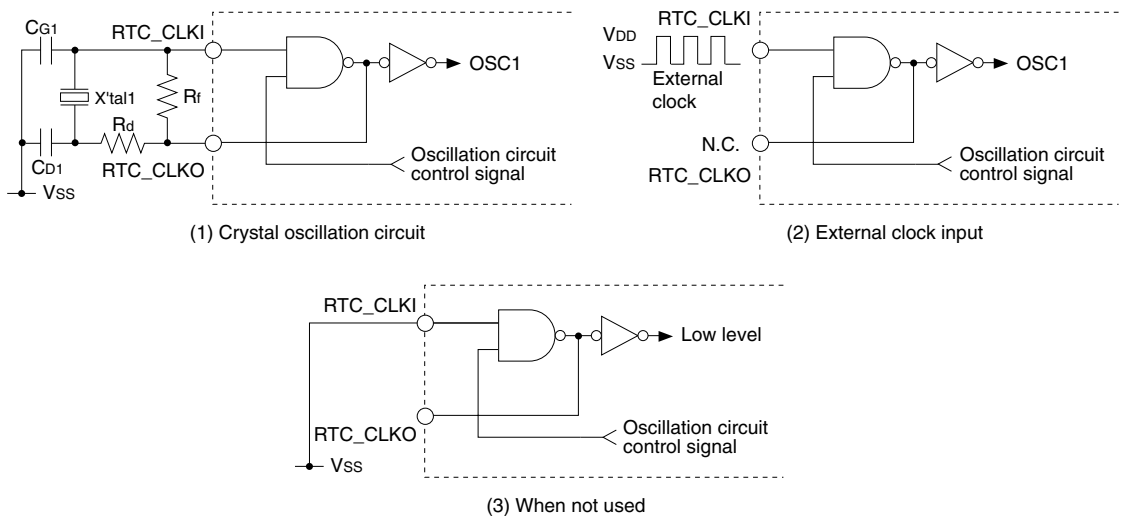 CG1
RTC_CLKI
X'tal1
Rf
Rd
CD1
RTC_CLKO
VSS
OSC1
Oscillation circuit
control signal
(1) Crystal oscillation circuit
RTC_CLKI
VDD
VSS
External
clock
N.C.
RTC_CLKO
OSC1
Oscillation circuit
control signal
(2) External clock input
RTC_CLKI
Low level
RTC_CLKO
Oscillation circuit
control signal
VSS
(3) When not used